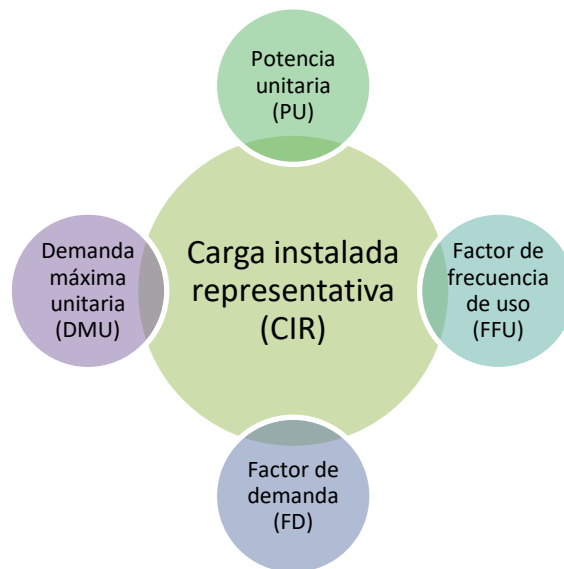 Potencia
unitaria
(PU)
Demanda
máxima
unitaria
(DMU)
Carga instalada
representativa
(CIR)
Factor de
frecuencia
de uso
(FFU)
Factor de
demanda
(FD)